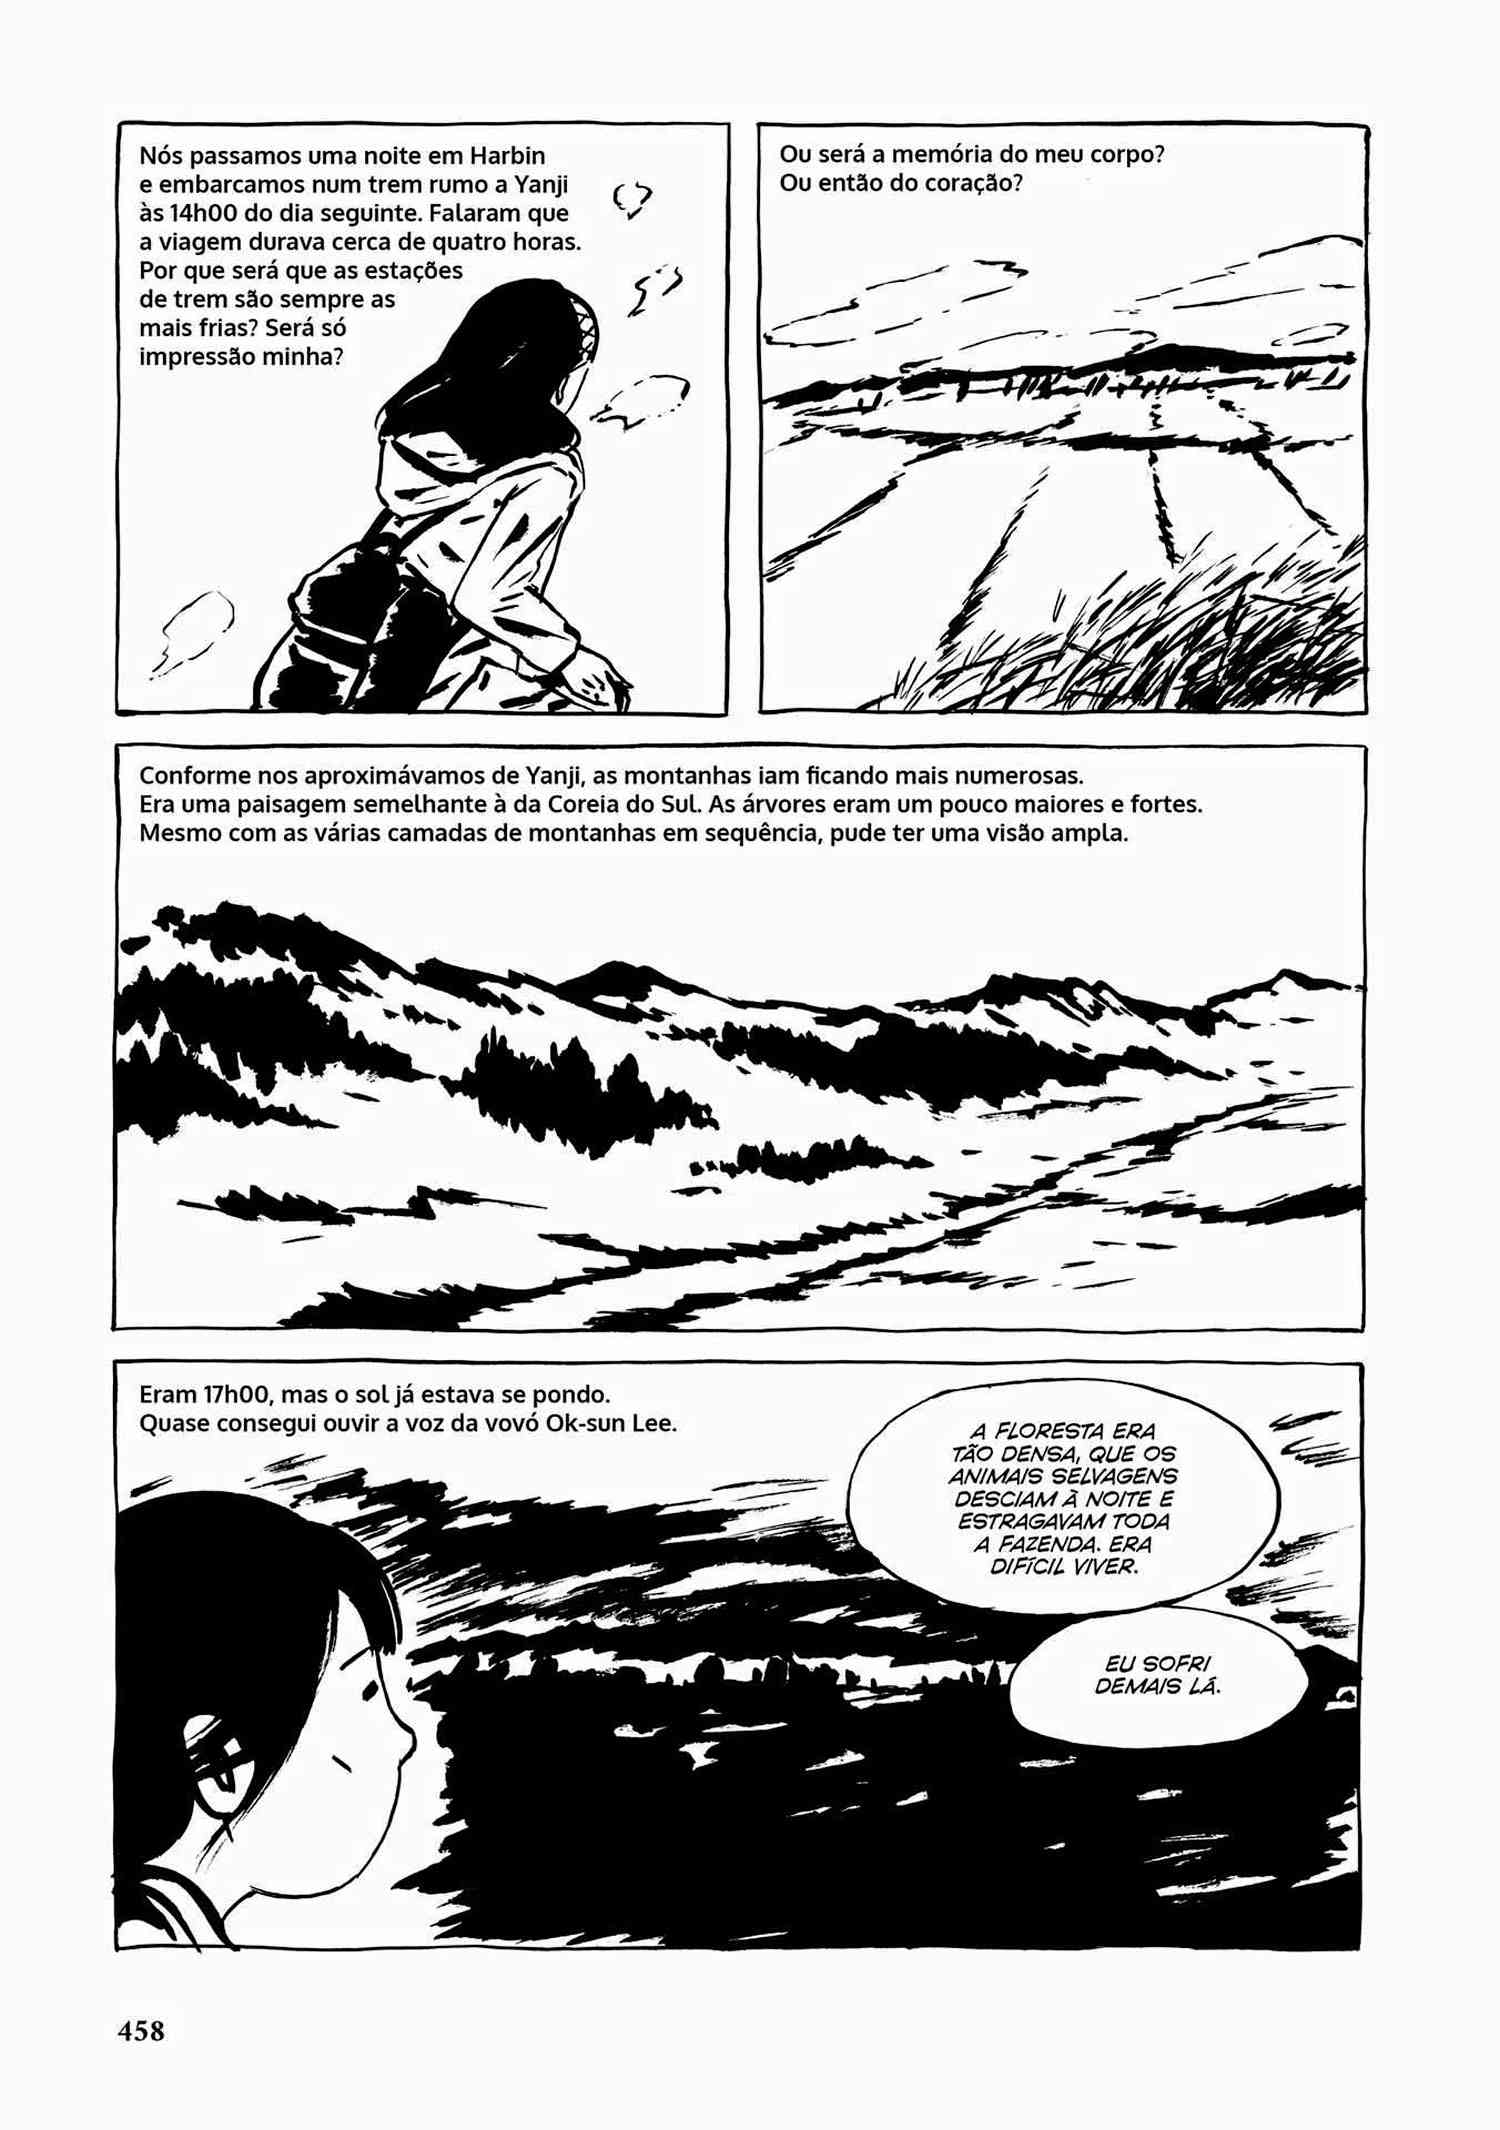 Nós passamos uma noite em Harbin
e embarcamos num trem rumo a Yanji
às 14h00 do dia seguinte. Falaram que
a viagem durava cerca de quatro horas.
Por que será que as estações
de trem são sempre as
mais frias? Será só
impressão minha?
Ou será a memória do meu corpo?
Ou então do coração?
Conforme nos aproximávamos de Yanji, as montanhas iam ficando mais numerosas.
Era uma paisagem semelhante à da Coreia do Sul. As árvores eram um pouco maiores e fortes.
Mesmo com as várias camadas de montanhas em sequência, pude ter uma visão ampla.
Eram 17h00, mas o sol já estava se pondo.
Quase consegui ouvir a voz da vovó Ok-sun Lee.
A FLORESTA ERA
TÃO DENSA, QUE OS
ANIMAIS SELVAGENS
DESCIAM À NOITE E
ESTRAGAVAM TODA
A FAZENDA. ERA
DIFÍCIL VIVER.
EU SOFRI
DEMAIS LÁ.
458